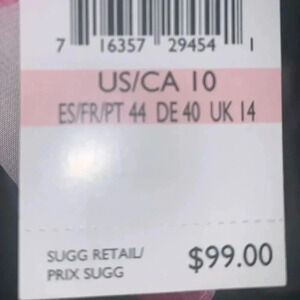 7 16357 29454 1
US/CA 10
ES/FR/PT 44 DE 40 UK 14
SUGG RETAIL/ $99.00
PRIX SUGG